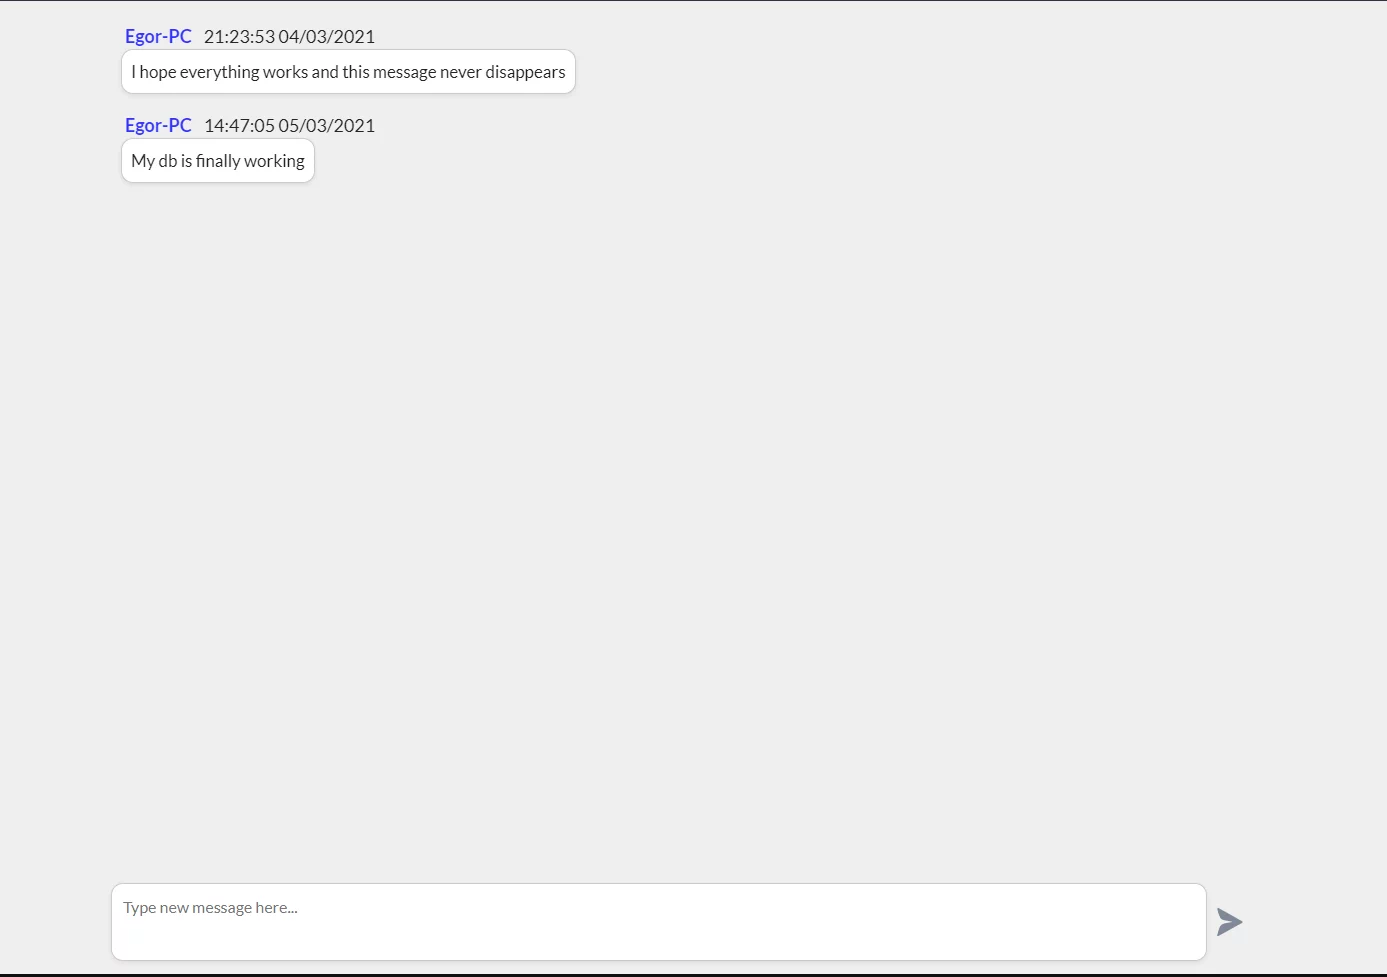 Egor-PC 21:23:53 04/03/2021
I hope everything works and this message never disappears
Egor-PC 14:47:05 05/03/2021
My db is finally working
Type new message here...